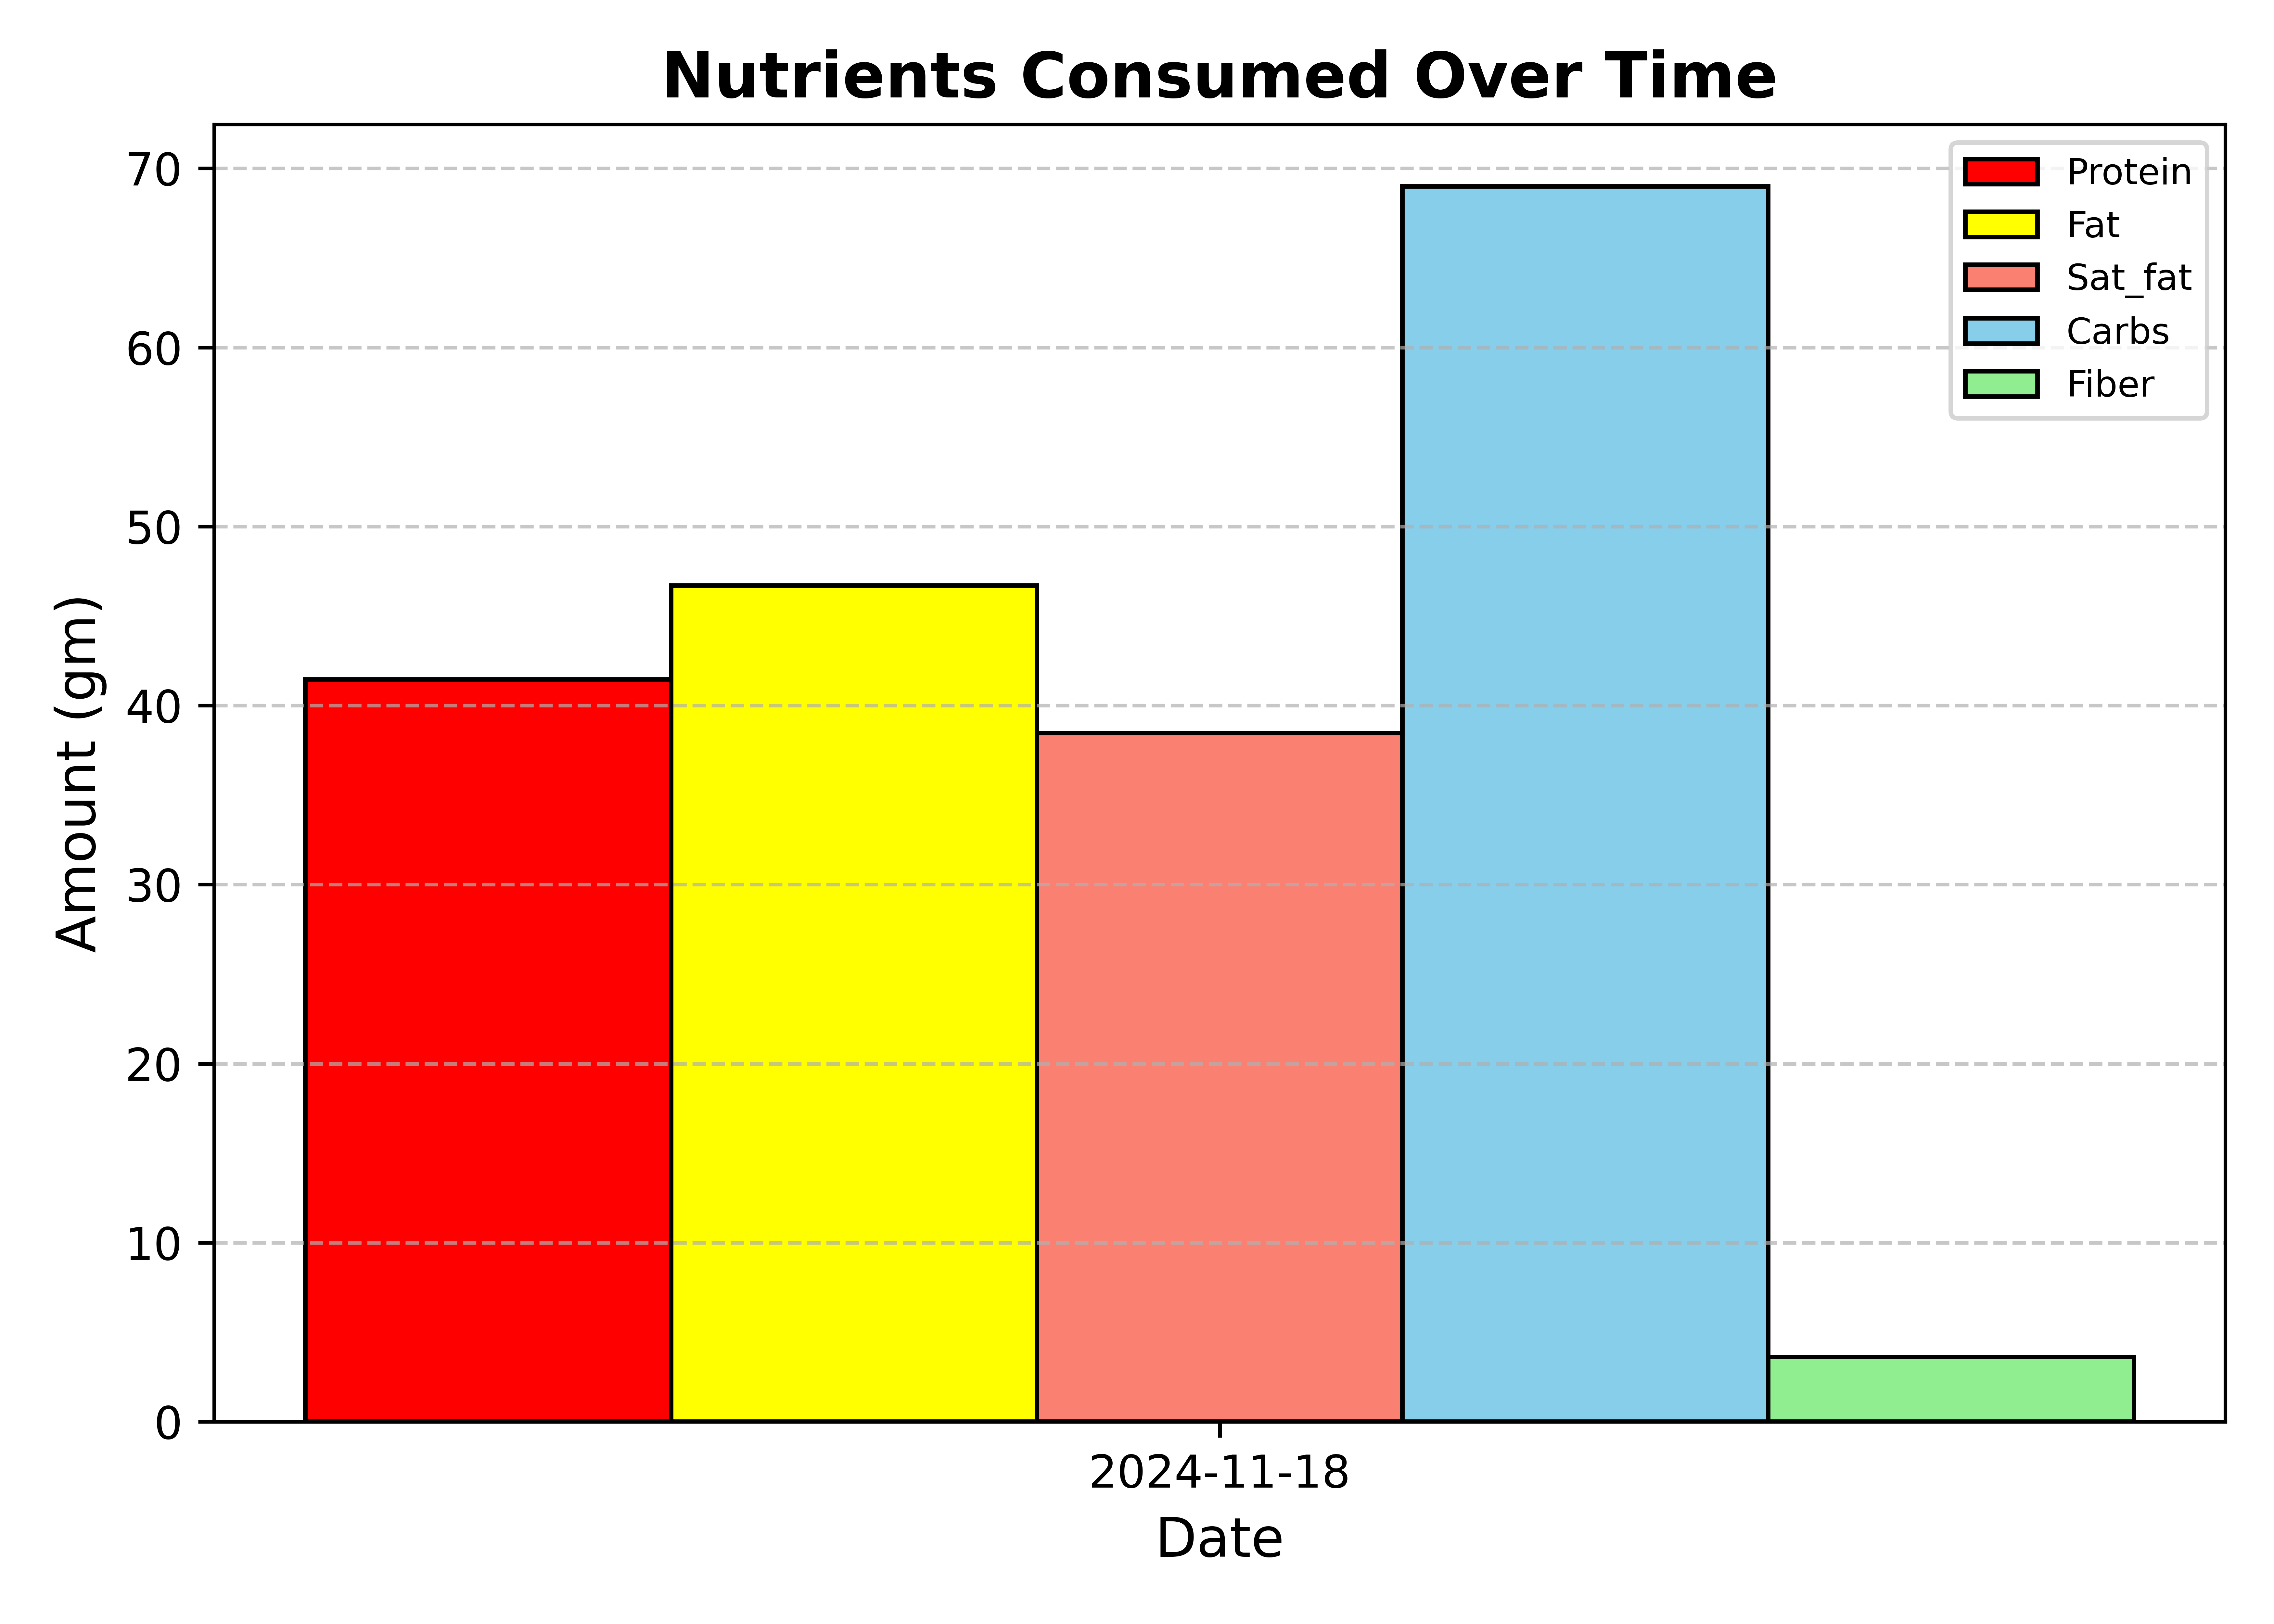 Nutrients Consumed Over Time
Amount (gm)
70
60
50
40
30
20
10
0
Protein
Fat
Sat_fat
Carbs
Fiber
2024-11-18
Date